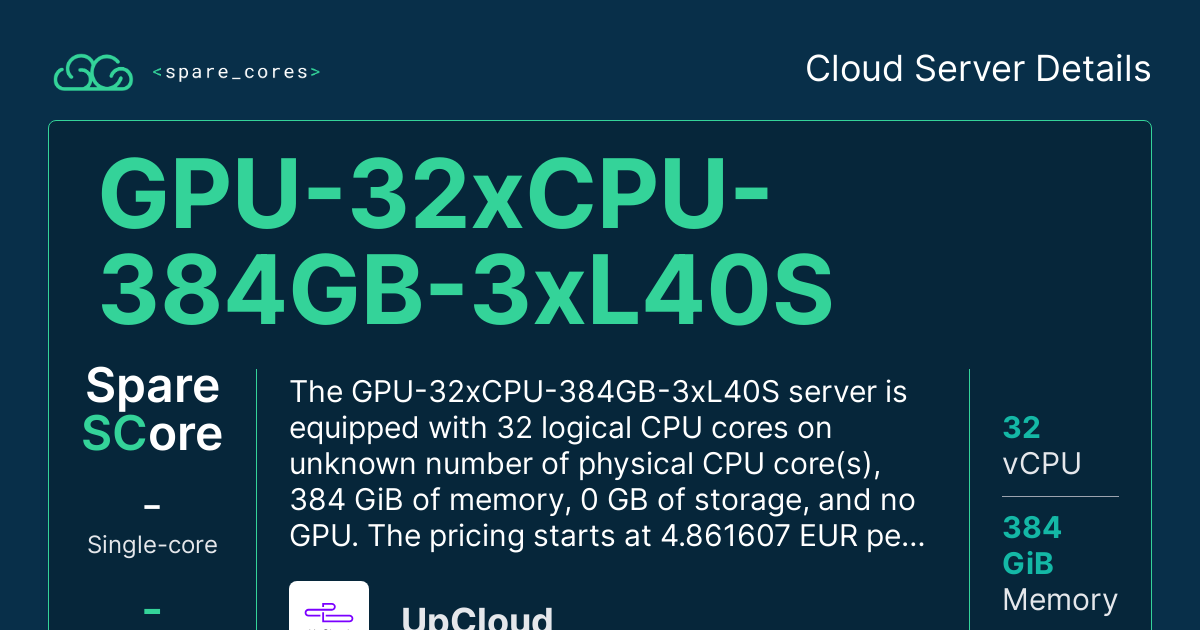 <spare_cores>
Cloud Server Details
GPU-32xCPU-
384GB-3xL40S
Spare
SCore
–
Single-core
–
The GPU-32xCPU-384GB-3xL40S server is
equipped with 32 logical CPU cores on
unknown number of physical CPU core(s),
384 GiB of memory, 0 GB of storage, and no
GPU. The pricing starts at 4.861607 EUR pe...
UpCloud
32
vCPU
384
GiB
Memory